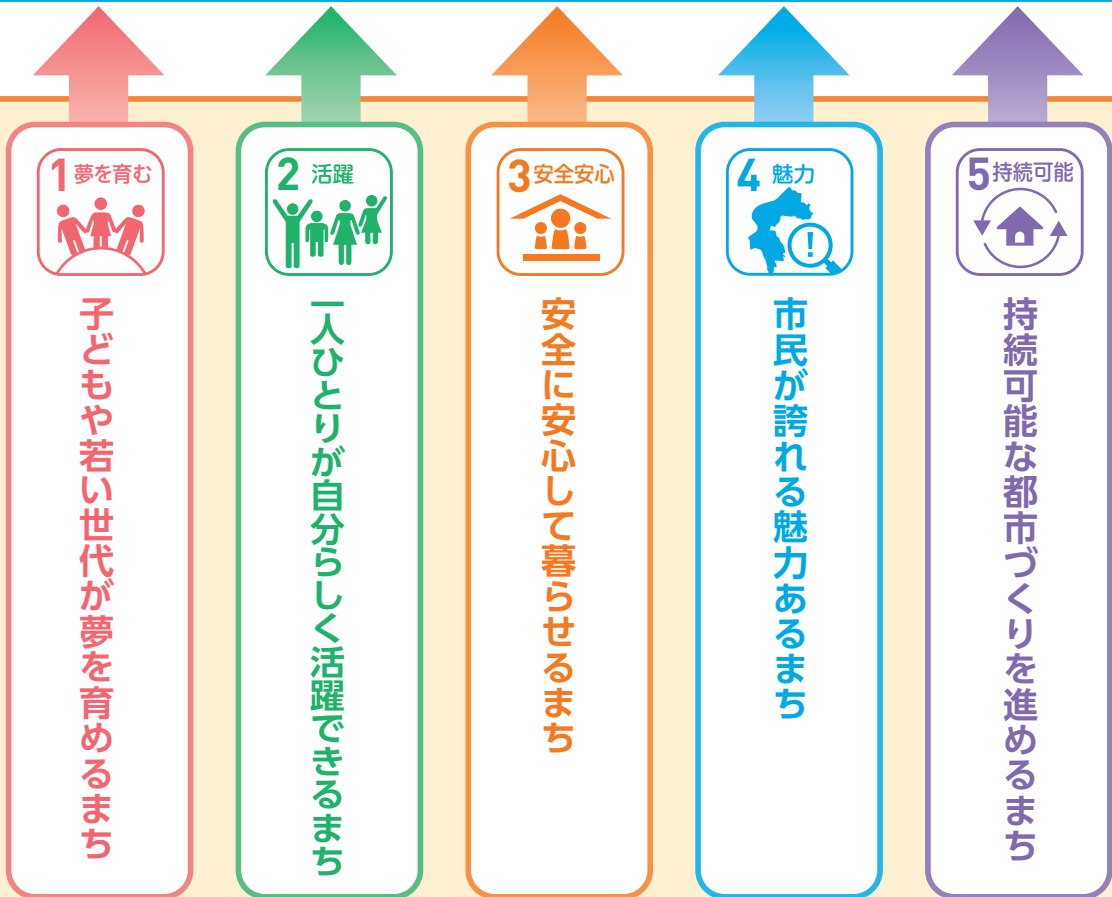 1 夢を育む
子どもや若い世代が夢を育めるまち
2 活躍
一人ひとりが自分らしく活躍できるまち
3 安全安心
安全に安心して暮らせるまち
4 魅力
!
市民が誇れる魅力あるまち
5 持続可能
持続可能な都市づくりを進めるまち